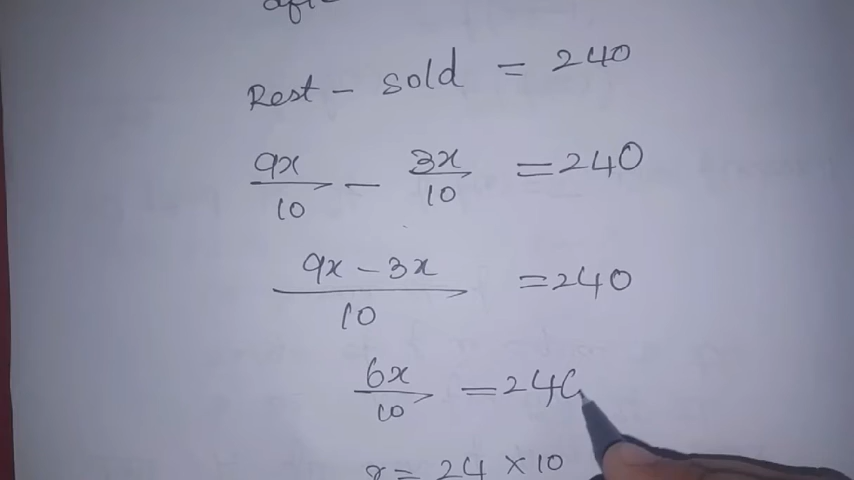 Rest - sold = 240
9x/10 - 3x/10 = 240
9x - 3x/10 = 240
6x/10 = 240
x = 24 × 10